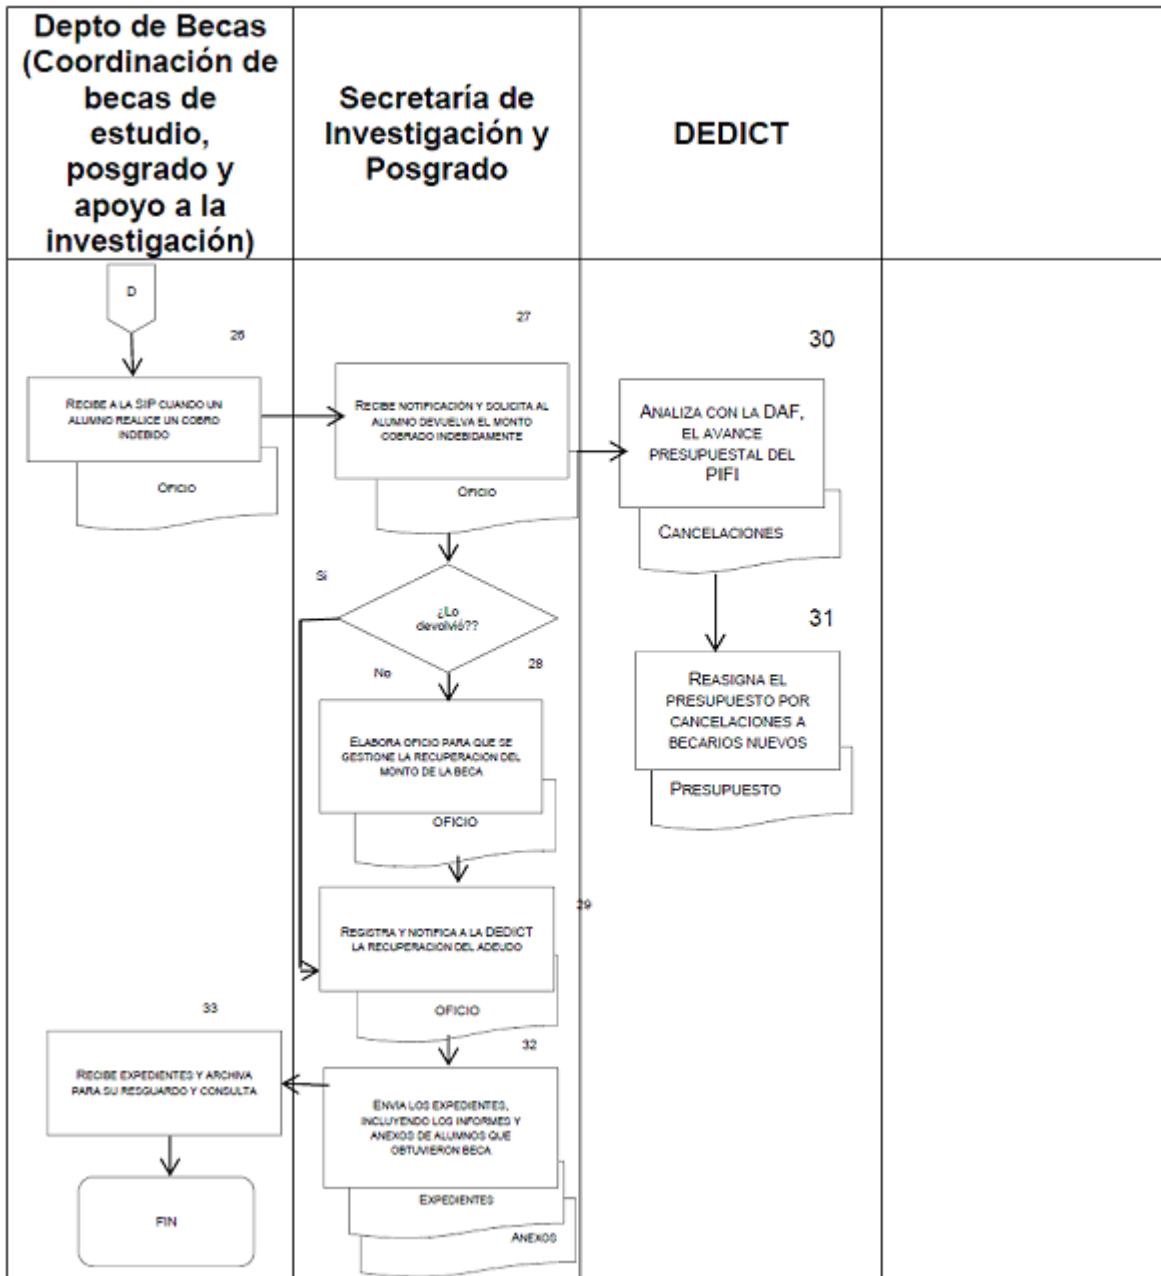 Depto de Becas
(Coordinación de
becas de
estudio,
posgrado y
apoyo a la
investigación)
Secretaría de
Investigación y
Posgrado
DEDICT
D
26
RECIBE A LA SIP CUANDO UN
ALUMNO REALICE UN COBRO
INDEBIDO
OFICIO
27
RECIBE NOTIFICACIÓN Y SOLICITA AL
ALUMNO DEVUELVA EL MONTO
COBRADO INDEBIDAMENTE
OFICIO
30
ANALIZA CON LA DAF,
EL AVANCE
PRESUPUESTAL DEL
PIFI
CANCELACIONES
Si
¿Lo
devolvió??
No
28
ELABORA OFICIO PARA QUE SE
GESTIONE LA RECUPERACION DEL
MONTO DE LA BECA
OFICIO
31
REASIGNA EL
PRESUPUESTO POR
CANCELACIONES A
BECARIOS NUEVOS
PRESUPUESTO
29
REGISTRA Y NOTIFICA A LA DEDICT
LA RECUPERACION DEL ADEUDO
OFICIO
32
ENVIA LOS EXPEDIENTES,
INCLUYENDO LOS INFORMES Y
ANEXOS DE ALUMNOS QUE
OBTUVIERON BECA
EXPEDIENTES
ANEXOS
33
RECIBE EXPEDIENTES Y ARCHIVA
PARA SU RESGUARDO Y CONSULTA
FIN